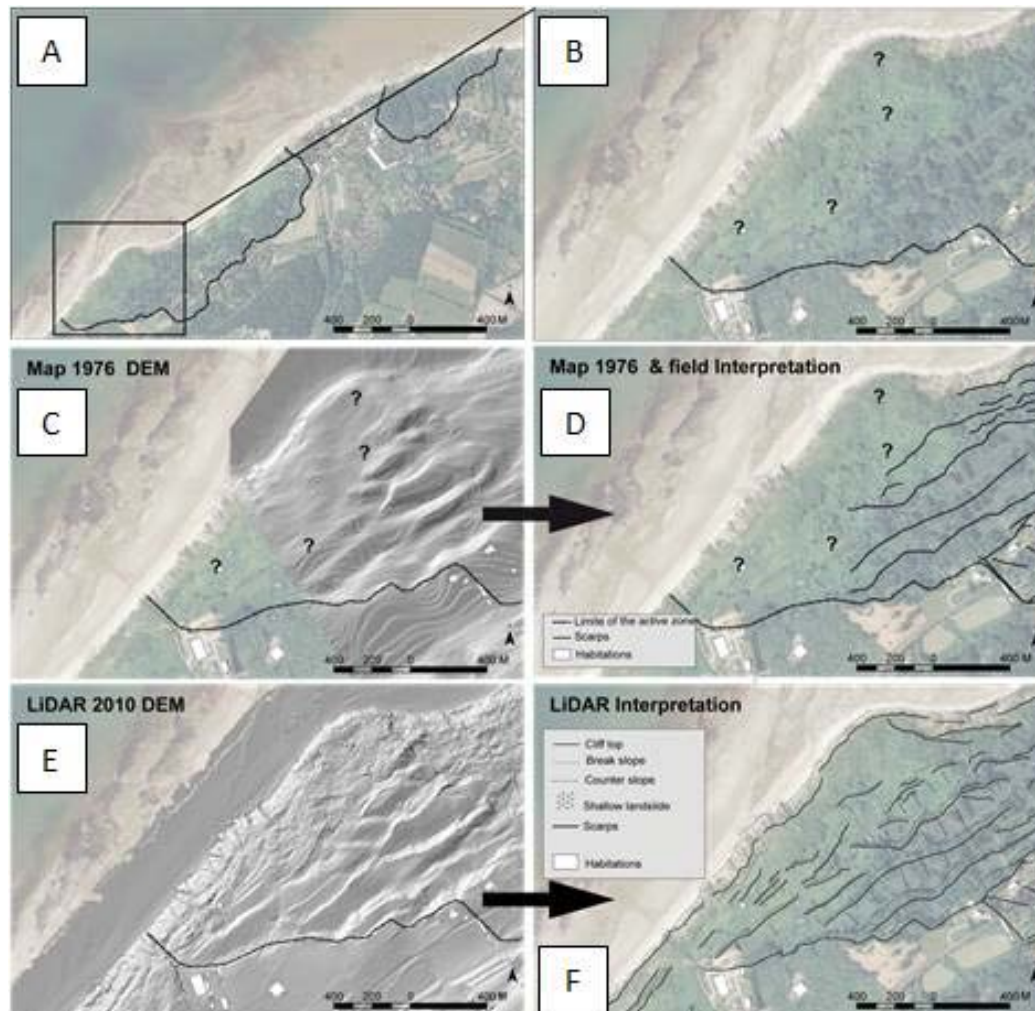 A
400 200 0 400 M
B
?
?
?
?
400 200 0 400 M
Map 1976 DEM
C
?
?
?
?
400 200 0 400 M
Map 1976 & field Interpretation
D
?
?
?
?
Limite of the active zones
Scarps
Habitations
400 200 0 400 M
LiDAR 2010 DEM
E
400 200 0 400 M
LiDAR Interpretation
Cliff top
Break slope
Counter slope
Shallow landslide
Scarps
Habitations
F
400 200 0 400 M